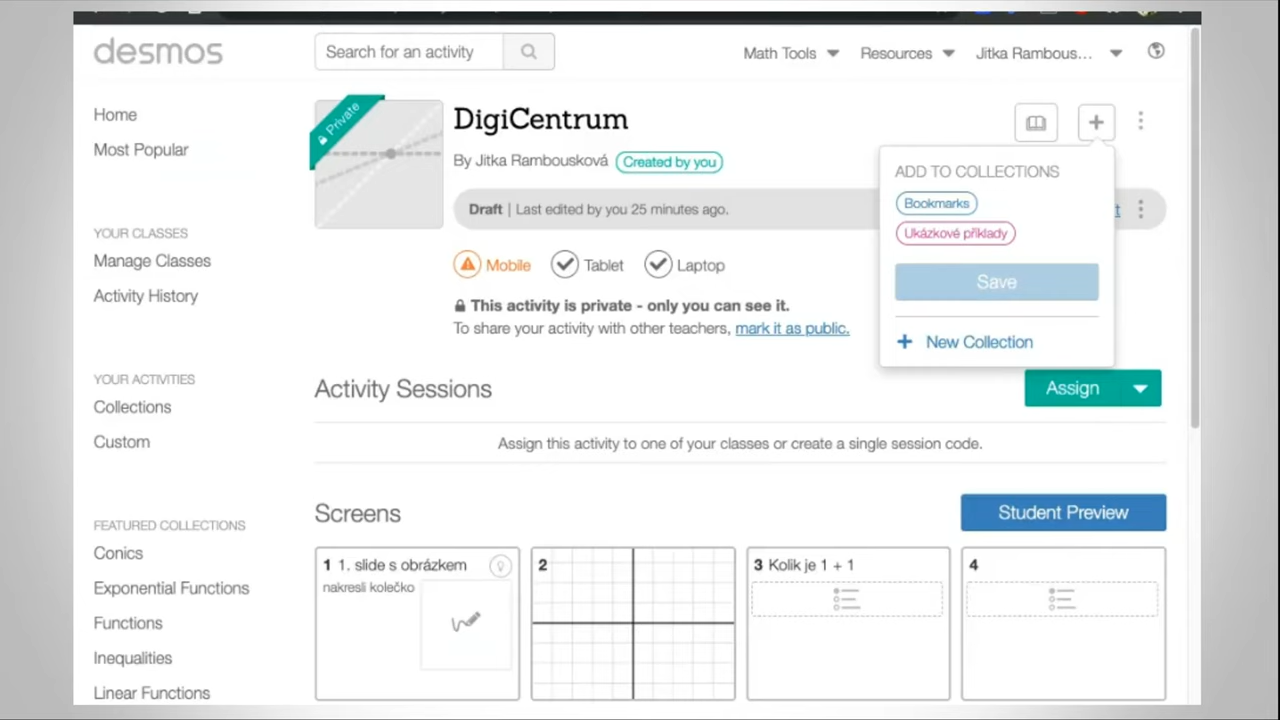 desmos
Search for an activity
Math Tools
Resources
Jitka Rambous...
Home
Most Popular
YOUR CLASSES
Manage Classes
Activity History
YOUR ACTIVITIES
Collections
Custom
FEATURED COLLECTIONS
Conics
Exponential Functions
Functions
Inequalities
Linear Functions
Private
DigiCentrum
By Jitka Rambousková Created by you
Draft | Last edited by you 25 minutes ago.
Mobile Tablet Laptop
This activity is private - only you can see it.
To share your activity with other teachers, mark it as public.
ADD TO COLLECTIONS
Bookmarks
Ukázkové příklady
Save
+ New Collection
Activity Sessions
Assign
Assign this activity to one of your classes or create a single session code.
Screens
Student Preview
1 1. slide s obrázkem
nakresli kolečko
2
3 Kolik je 1 + 1
4